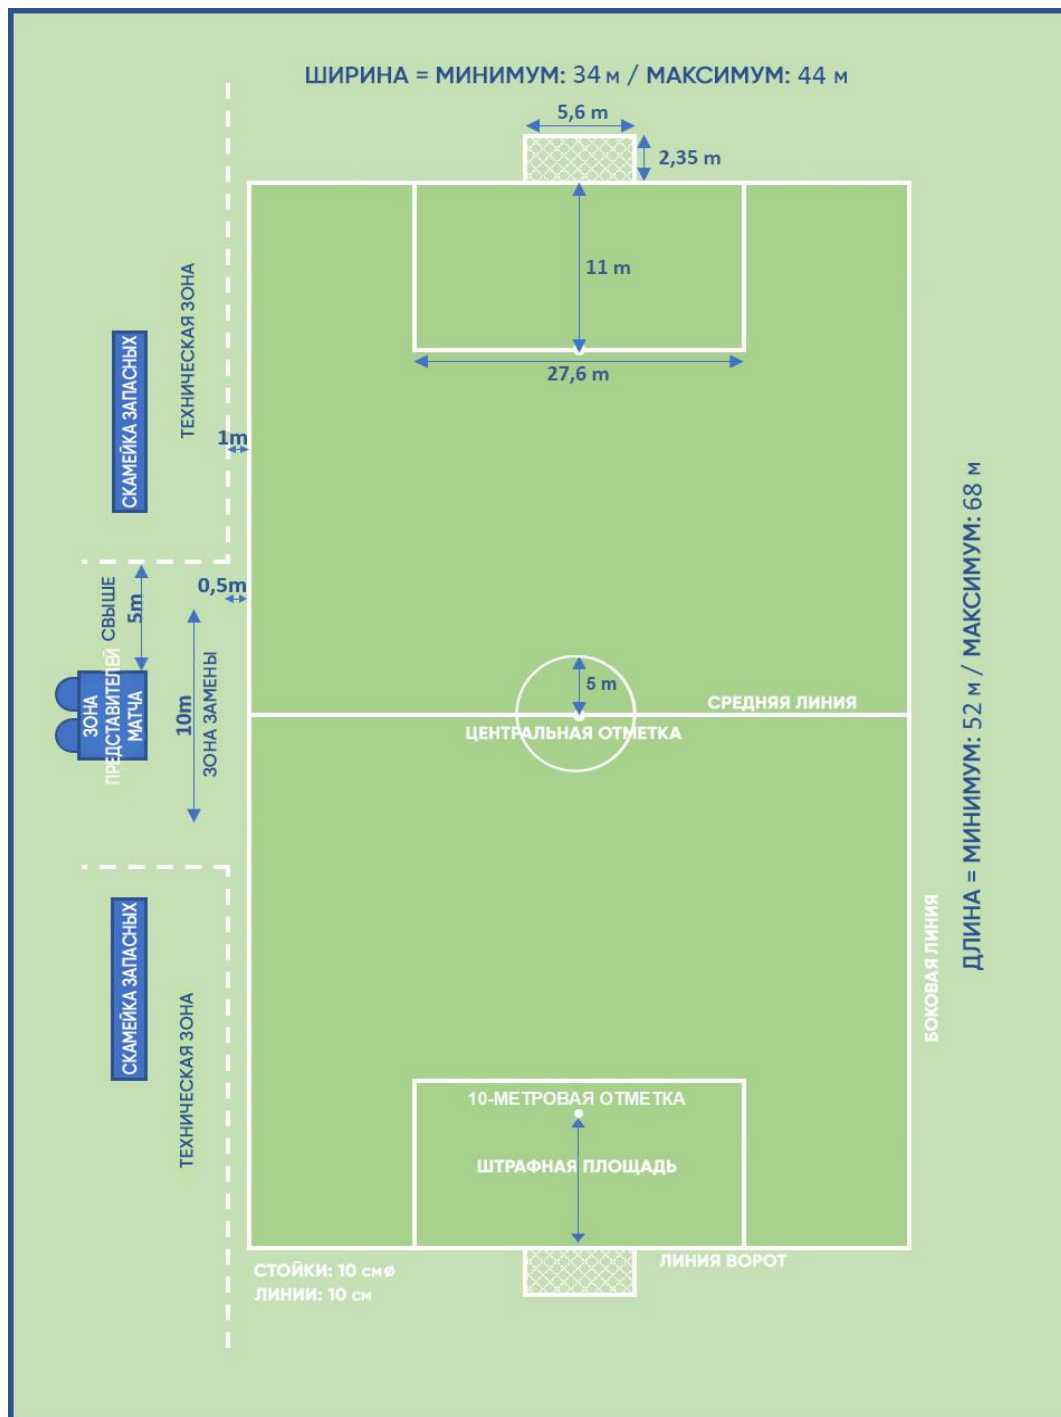 ШИРИНА = МИНИМУМ: 34 м / МАКСИМУМ: 44 м
5,6 m
2,35 m
11 m
27,6 m
ТЕХНИЧЕСКАЯ ЗОНА
СКАМЕЙКА ЗАПАСНЫХ
1m
0,5m
СВЫШЕ
5m
ЗОНА
ПРЕДСТАВИТЕЛЕЙ
МАТЧА
10m
ЗОНА ЗАМЕНЫ
5 m
СРЕДНЯЯ ЛИНИЯ
ЦЕНТРАЛЬНАЯ ОТМЕТКА
ДЛИНА = МИНИМУМ: 52 м / МАКСИМУМ: 68 м
БОКОВАЯ ЛИНИЯ
СКАМЕЙКА ЗАПАСНЫХ
ТЕХНИЧЕСКАЯ ЗОНА
10-МЕТРОВАЯ ОТМЕТКА
ШТРАФНАЯ ПЛОЩАДЬ
ЛИНИЯ ВОРОТ
СТОЙКИ: 10 смø
ЛИНИИ: 10 см